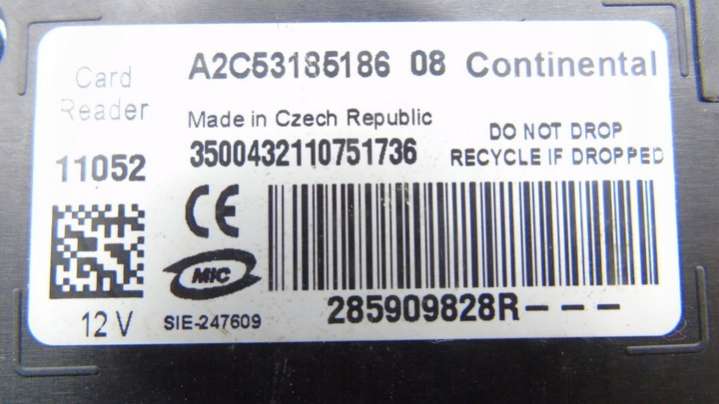 Card Reader
A2C53185186 08 Continental
Made in Czech Republic
11052
3500432110751736
DO NOT DROP
RECYCLE IF DROPPED
CE
MIC
12 V
SIE-247609
285909828R---